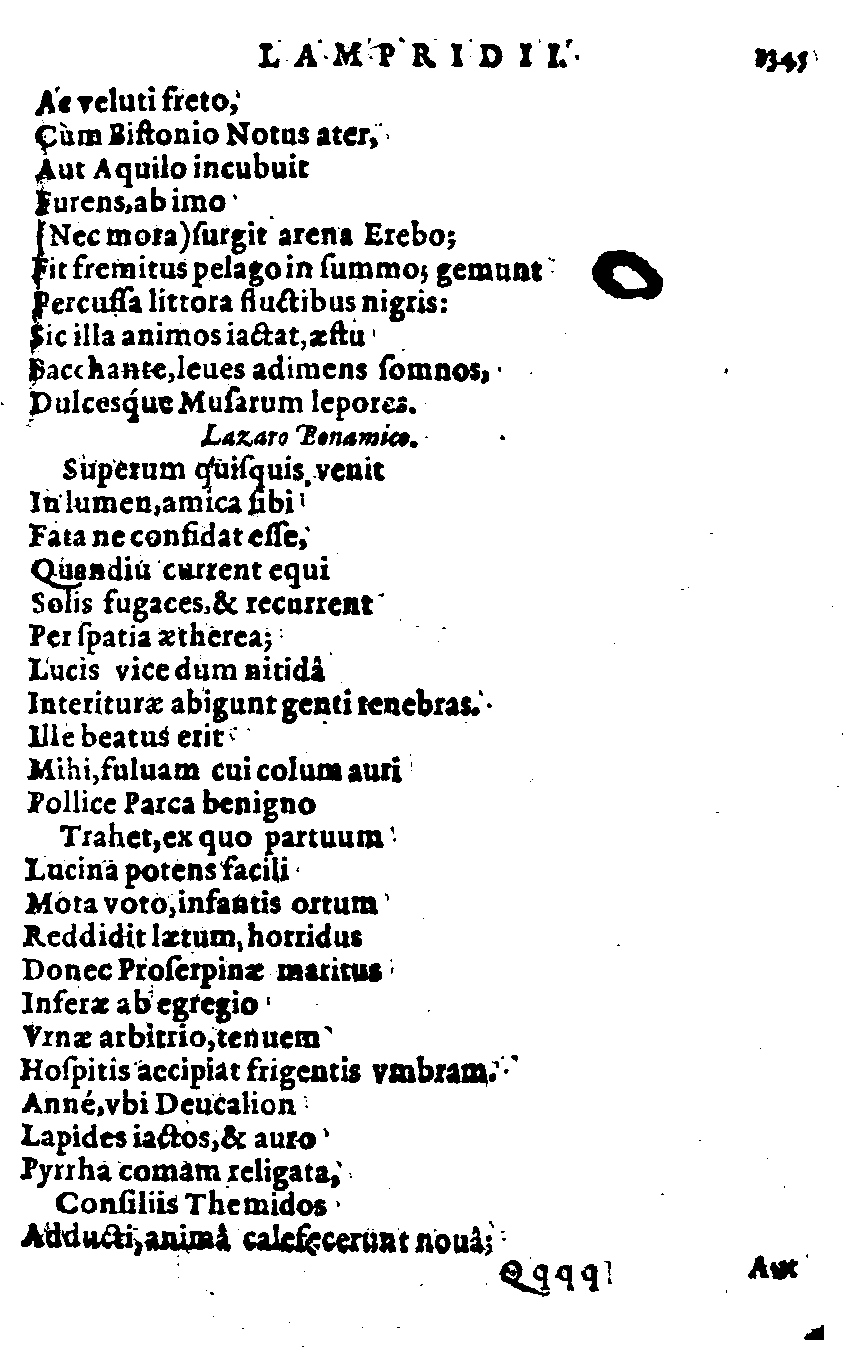 LAMPRIDII. 1345
Ac veluti freto,
Cùm Bistonio Notus ater,
Aut Aquilo incubuit
Furens, ab imo
(Nec mora) surgit arena Erebo;
Fit fremitus pelago in summo; gemunt
Percussa littora fluctibus nigris:
Sic illa animos iactat, æstu
Bacchante, leues adimens somnos,
Dulcesq́ue Musarum lepores.
Lazaro Bonamico.
Superum quisquis venit
In lumen, amica sibi
Fata ne confidat esse,
Quandiu current equi
Solis fugaces, & recurrent
Per spatia ætherea;
Lucis vice dum nitidâ
Interituræ abigunt genti tenebras.
Ille beatus erit
Mihi, fuluam cui colum auri
Pollice Parca benigno
Trahet, ex quo partuum
Lucina potens facili
Mota voto, infantis ortum
Reddidit lætum, horridus
Donec Proserpinæ maritus
Inferæ ab egregio
Vrnæ arbitrio, tenuem
Hospitis accipiat frigentis vmbram.
Anné, vbi Deucalion
Lapides iactos, & auro
Pyrrha comam religata,
Consiliis Themidos
Adducti, animâ calefecerunt nouâ;
Qqqq Aut